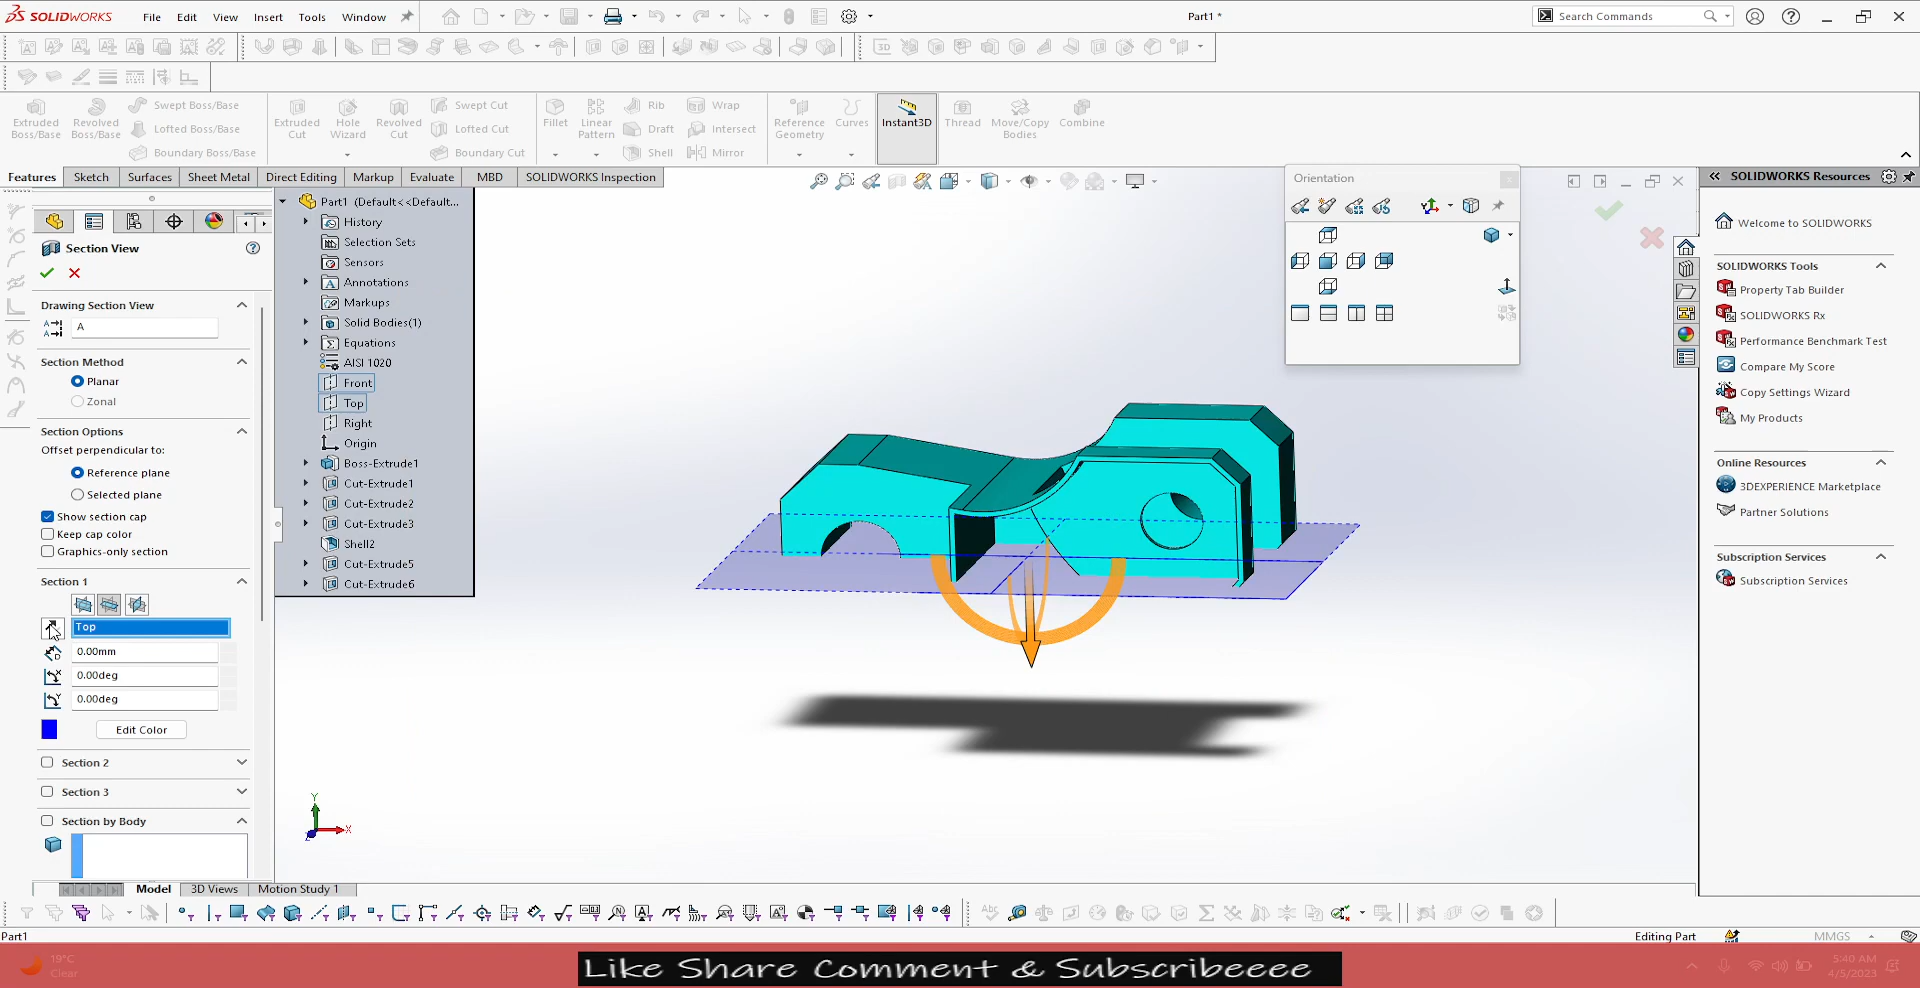 SOLIDWORKS
File Edit View Insert Tools Window
Part1 *
Search Commands
Extruded Boss/Base
Revolved Boss/Base
Swept Boss/Base
Lofted Boss/Base
Boundary Boss/Base
Extruded Cut
Hole Wizard
Revolved Cut
Swept Cut
Lofted Cut
Boundary Cut
Fillet
Linear Pattern
Rib
Draft
Shell
Wrap
Intersect
Mirror
Reference Geometry
Curves
Instant3D
Thread
Move/Copy Bodies
Combine
Features Sketch Surfaces Sheet Metal Direct Editing Markup Evaluate MBD SOLIDWORKS Inspection
Section View
Drawing Section View
A
Section Method
Planar
Zonal
Section Options
Offset perpendicular to:
Reference plane
Selected plane
Show section cap
Keep cap color
Graphics-only section
Section 1
Top
0.00mm
0.00deg
0.00deg
Edit Color
Section 2
Section 3
Section by Body
Part1 (Default<<Default...
History
Selection Sets
Sensors
Annotations
Markups
Solid Bodies(1)
Equations
AISI 1020
Front
Top
Right
Origin
Boss-Extrude1
Cut-Extrude1
Cut-Extrude2
Cut-Extrude3
Shell2
Cut-Extrude5
Cut-Extrude6
Orientation
Y
X
SOLIDWORKS Resources
Welcome to SOLIDWORKS
SOLIDWORKS Tools
Property Tab Builder
SOLIDWORKS Rx
Performance Benchmark Test
Compare My Score
Copy Settings Wizard
My Products
Online Resources
3DEXPERIENCE Marketplace
Partner Solutions
Subscription Services
Subscription Services
Model 3D Views Motion Study 1
Part1
Editing Part
MMGS
19°C
Clear
Like Share Comment & Subscribeeee
5:40 AM
4/5/2023